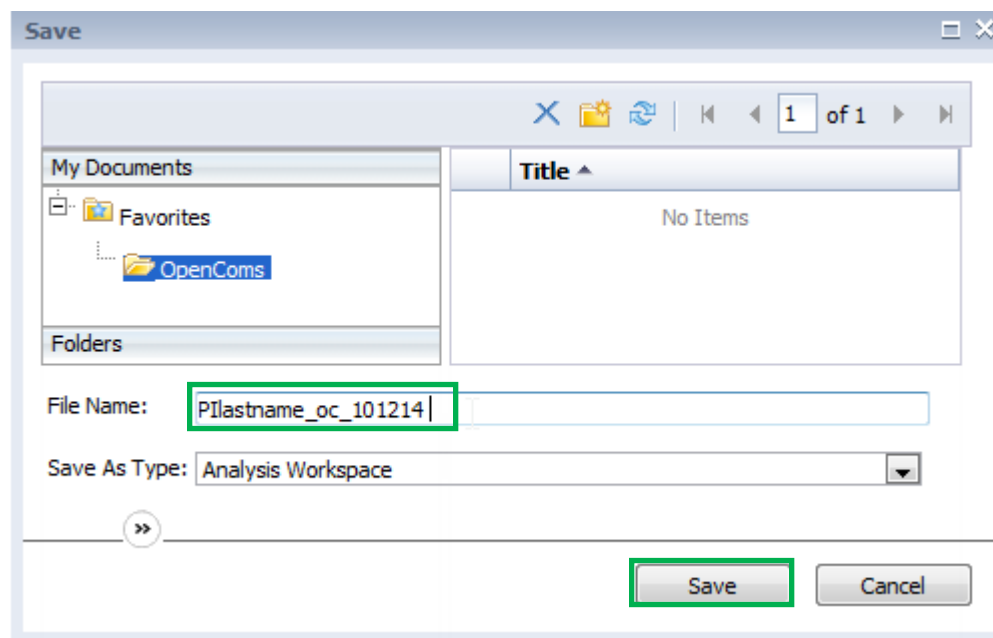 Save
1 of 1
My Documents
Title
Favorites
No Items
OpenComs
Folders
File Name: PIlastname_oc_101214
Save As Type: Analysis Workspace
Save Cancel